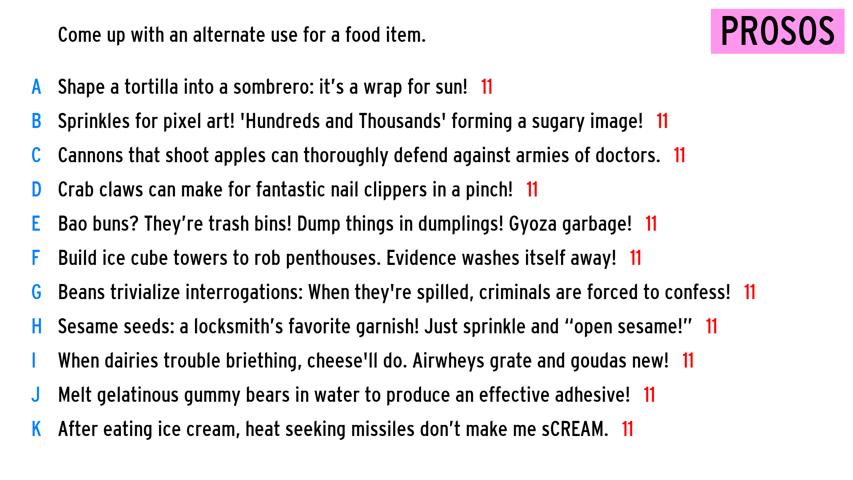 Come up with an alternate use for a food item.
PROSOS
A Shape a tortilla into a sombrero: it’s a wrap for sun! 11
B Sprinkles for pixel art! 'Hundreds and Thousands' forming a sugary image! 11
C Cannons that shoot apples can thoroughly defend against armies of doctors. 11
D Crab claws can make for fantastic nail clippers in a pinch! 11
E Bao buns? They’re trash bins! Dump things in dumplings! Gyoza garbage! 11
F Build ice cube towers to rob penthouses. Evidence washes itself away! 11
G Beans trivialize interrogations: When they're spilled, criminals are forced to confess! 11
H Sesame seeds: a locksmith’s favorite garnish! Just sprinkle and “open sesame!” 11
I When dairies trouble briething, cheese'll do. Airwheys grate and goudas new! 11
J Melt gelatinous gummy bears in water to produce an effective adhesive! 11
K After eating ice cream, heat seeking missiles don’t make me sCREAM. 11